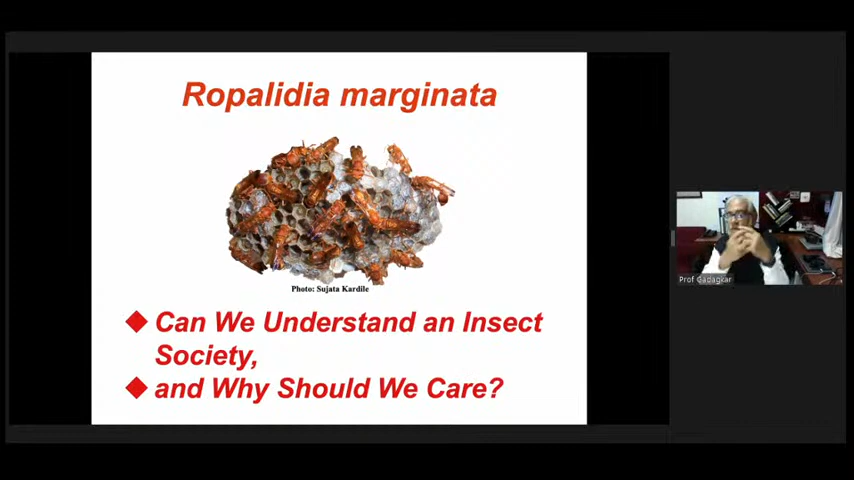 Ropalidia marginata
Photo: Sujata Kardile
Can We Understand an Insect
Society,
and Why Should We Care?
Prof Gadagkar